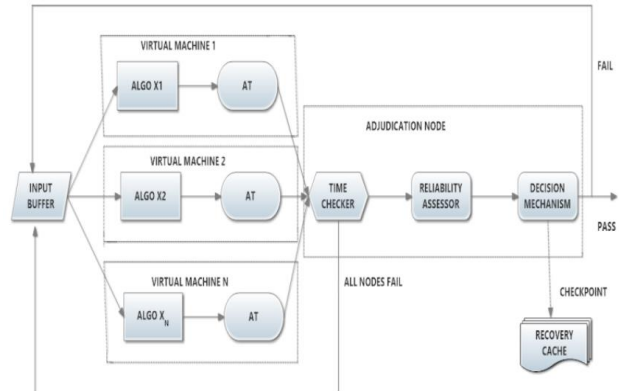 VIRTUAL MACHINE 1
FAIL
ALGO X1
AT
ADJUDICATION NODE
VIRTUAL MACHINE 2
INPUT
BUFFER
ALGO X2
AT
TIME
CHECKER
RELIABILITY
ASSESSOR
DECISION
MECHANISM
PASS
VIRTUAL MACHINE N
ALL NODES FAIL
CHECKPOINT
ALGO X N
AT
RECOVERY
CACHE